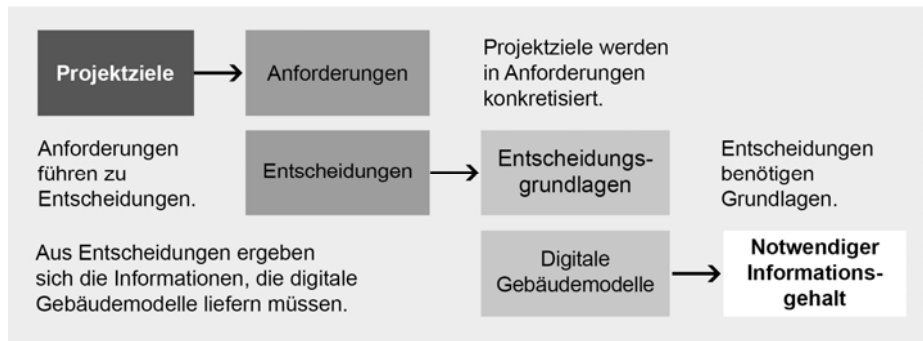 Projektziele
Anforderungen
Projektziele werden
in Anforderungen
konkretisiert.
Anforderungen
führen zu
Entscheidungen.
Entscheidungen
Entscheidungs-
grundlagen
Entscheidungen
benötigen
Grundlagen.
Aus Entscheidungen ergeben
sich die Informationen, die digitale
Gebäudemodelle liefern müssen.
Digitale
Gebäudemodelle
Notwendiger
Informations-
gehalt